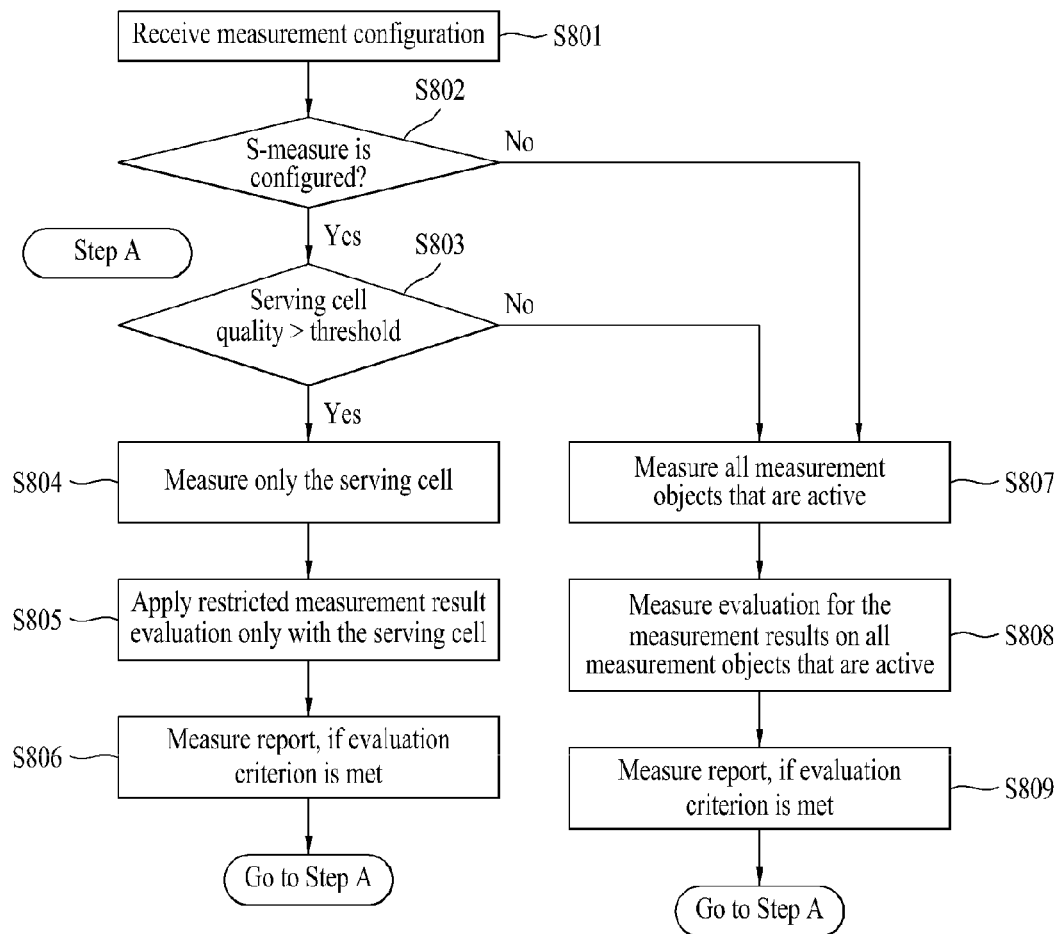 Receive measurement configuration
S801
S802
S-measure is
configured?
No
Yes
Step A
S803
Serving cell
quality > threshold
No
Yes
S804
Measure only the serving cell
Measure all measurement
objects that are active
S807
S805
Apply restricted measurement result
evaluation only with the serving cell
Measure evaluation for the
measurement results on all
measurement objects that are active
S808
S806
Measure report, if evaluation
criterion is met
Measure report, if evaluation
criterion is met
S809
Go to Step A
Go to Step A